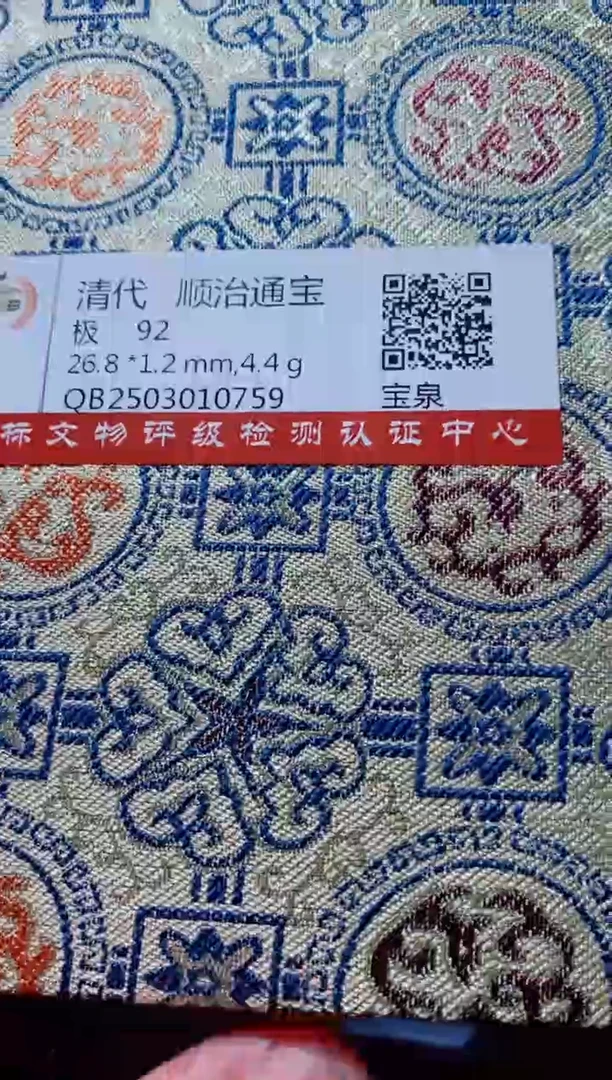 清代 顺治通宝
极 92
26.8 *1.2 mm,4.4 g
QB2503010759
宝泉
标文物评级检测认证中心